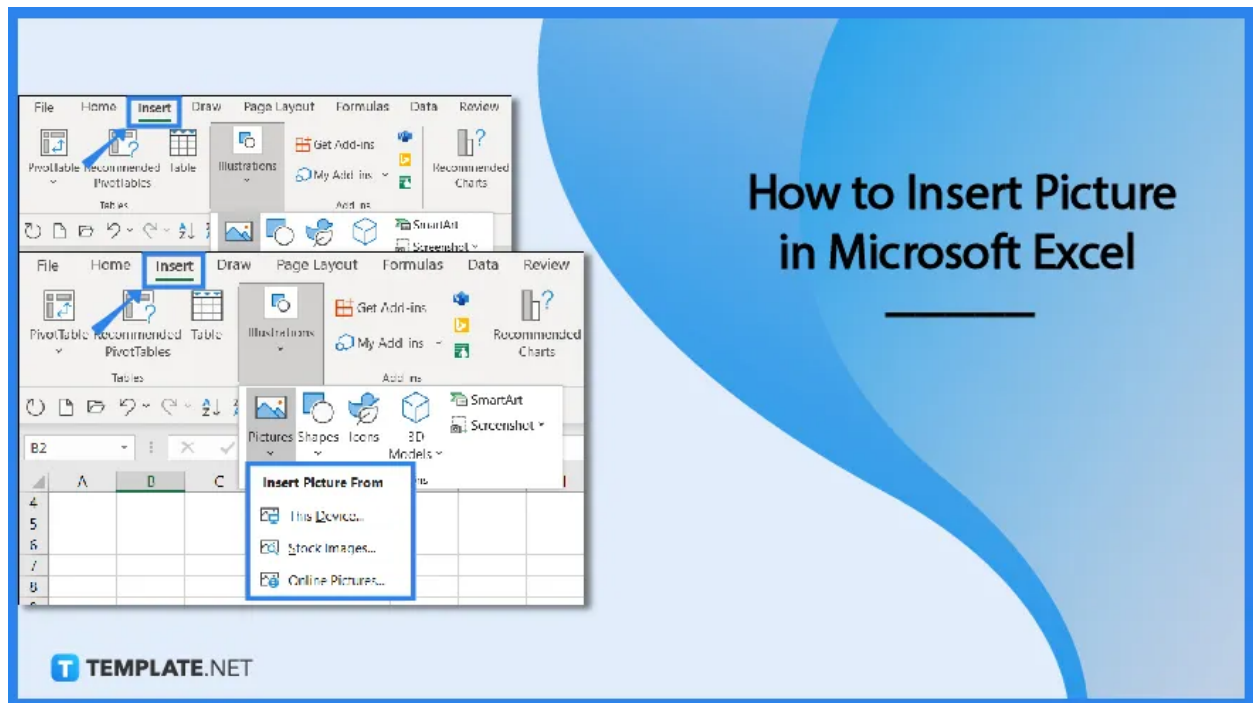 File Home Insert Draw Page Layout Formulas Data Review
PivotTable Recommended PivotTables Table
Illustrations
Get Add-ins
My Add-ins
Recommended Charts
Tables
Add-ins
SmartArt
Screenshot
File Home Insert Draw Page Layout Formulas Data Review
PivotTable Recommended PivotTables Table
Illustrations
Get Add-ins
My Add-ins
Recommended Charts
Tables
Add-ins
Pictures Shapes Icons 3D Models
SmartArt
Screenshot
B2
A B C
Insert Picture From
4
5
6
7
8
This Device...
Stock Images...
Online Pictures...
How to Insert Picture
in Microsoft Excel
T TEMPLATE.NET